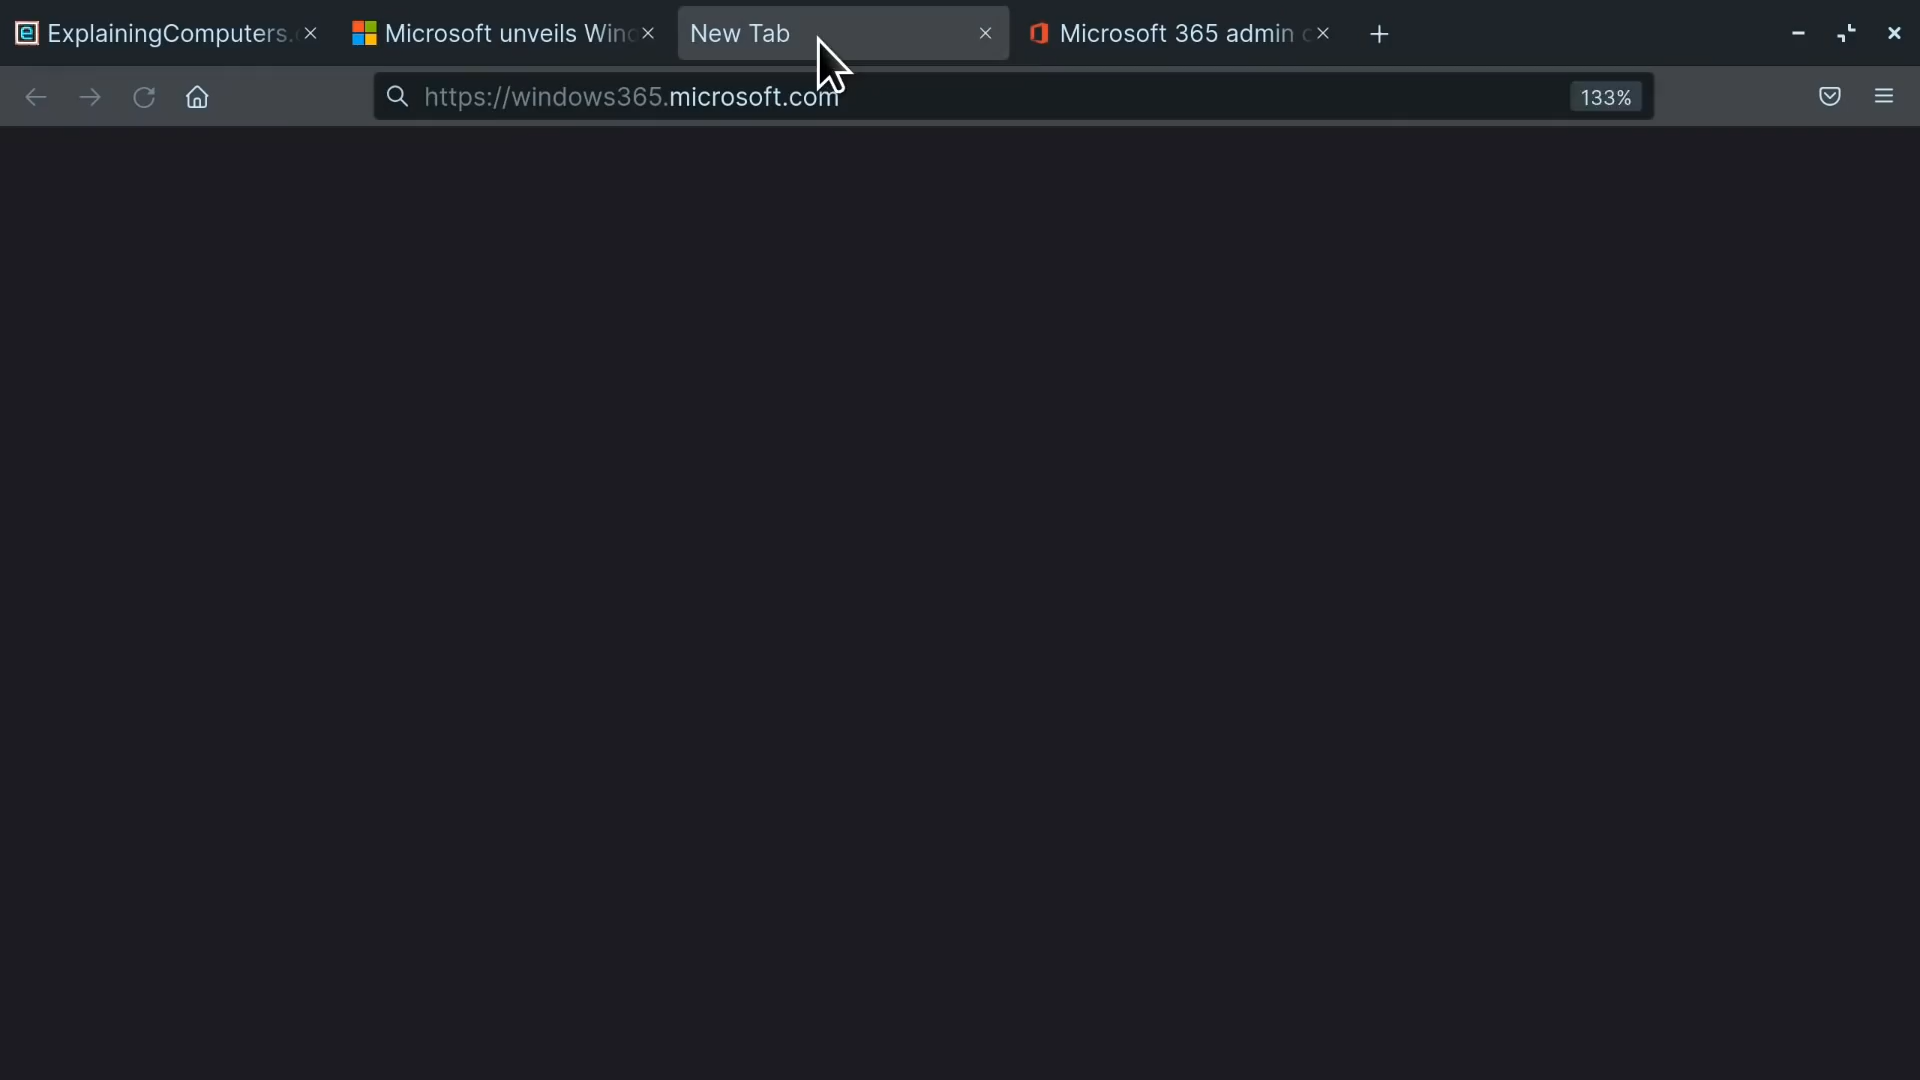 ExplainingComputers.
Microsoft unveils Win
New Tab
Microsoft 365 admin c
https://windows365.microsoft.com
133%